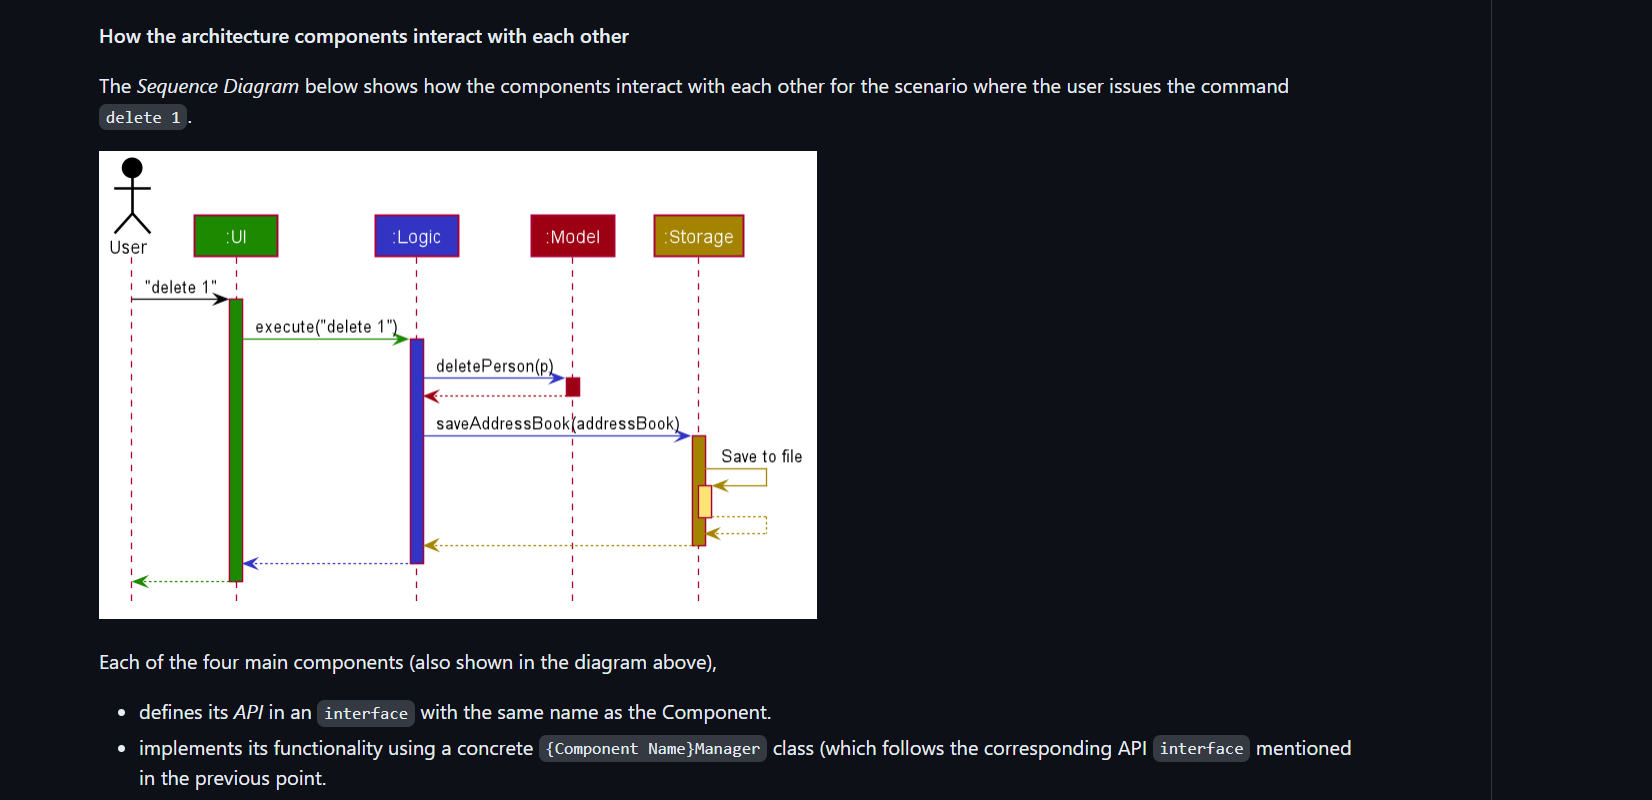 How the architecture components interact with each other
The Sequence Diagram below shows how the components interact with each other for the scenario where the user issues the command
delete 1.
User
:UI
:Logic
:Model
:Storage
"delete 1"
execute("delete 1")
deletePerson(p)
saveAddressBook(addressBook)
Save to file
Each of the four main components (also shown in the diagram above),
• defines its API in an interface with the same name as the Component.
• implements its functionality using a concrete {Component Name}Manager class (which follows the corresponding API interface mentioned
in the previous point.